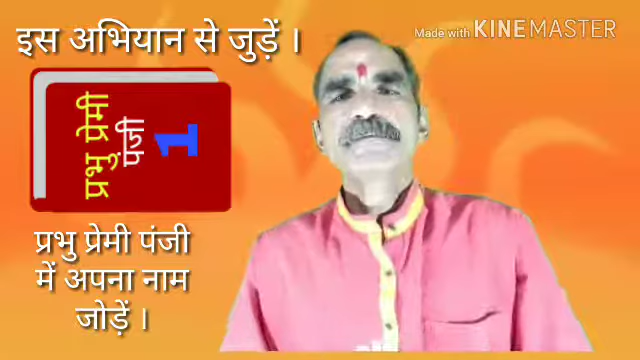 इस अभियान से जुड़ें ।
Made with KINEMASTER
प्रभु प्रेमी
पंजी
1
प्रभु प्रेमी पंजी
में अपना नाम
जोड़ें ।